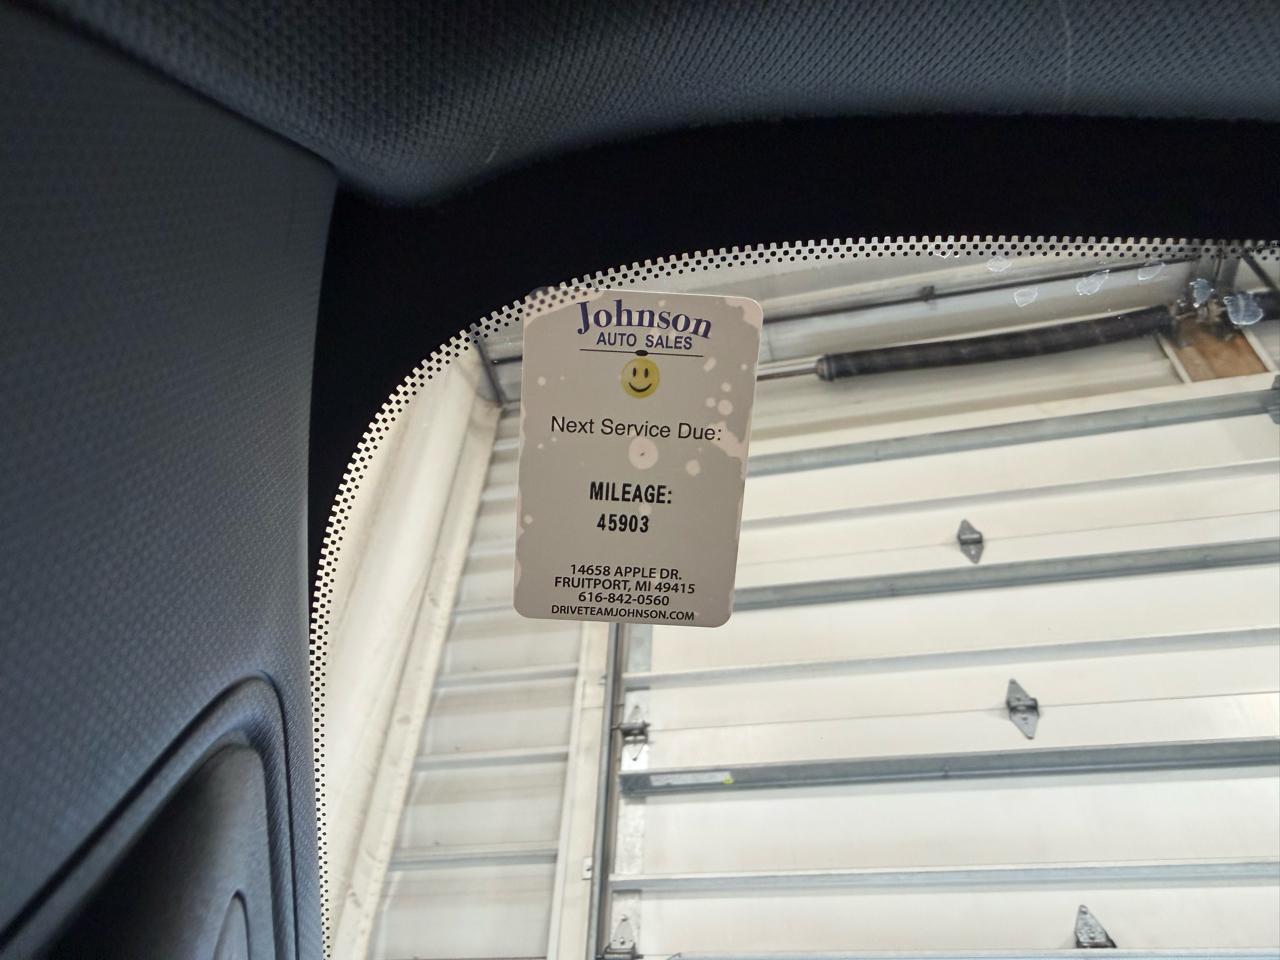 Johnson
AUTO SALES
Next Service Due:
MILEAGE:
45903
14658 APPLE DR.
FRUITPORT, MI 49415
616-842-0560
DRIVETEAMJOHNSON.COM